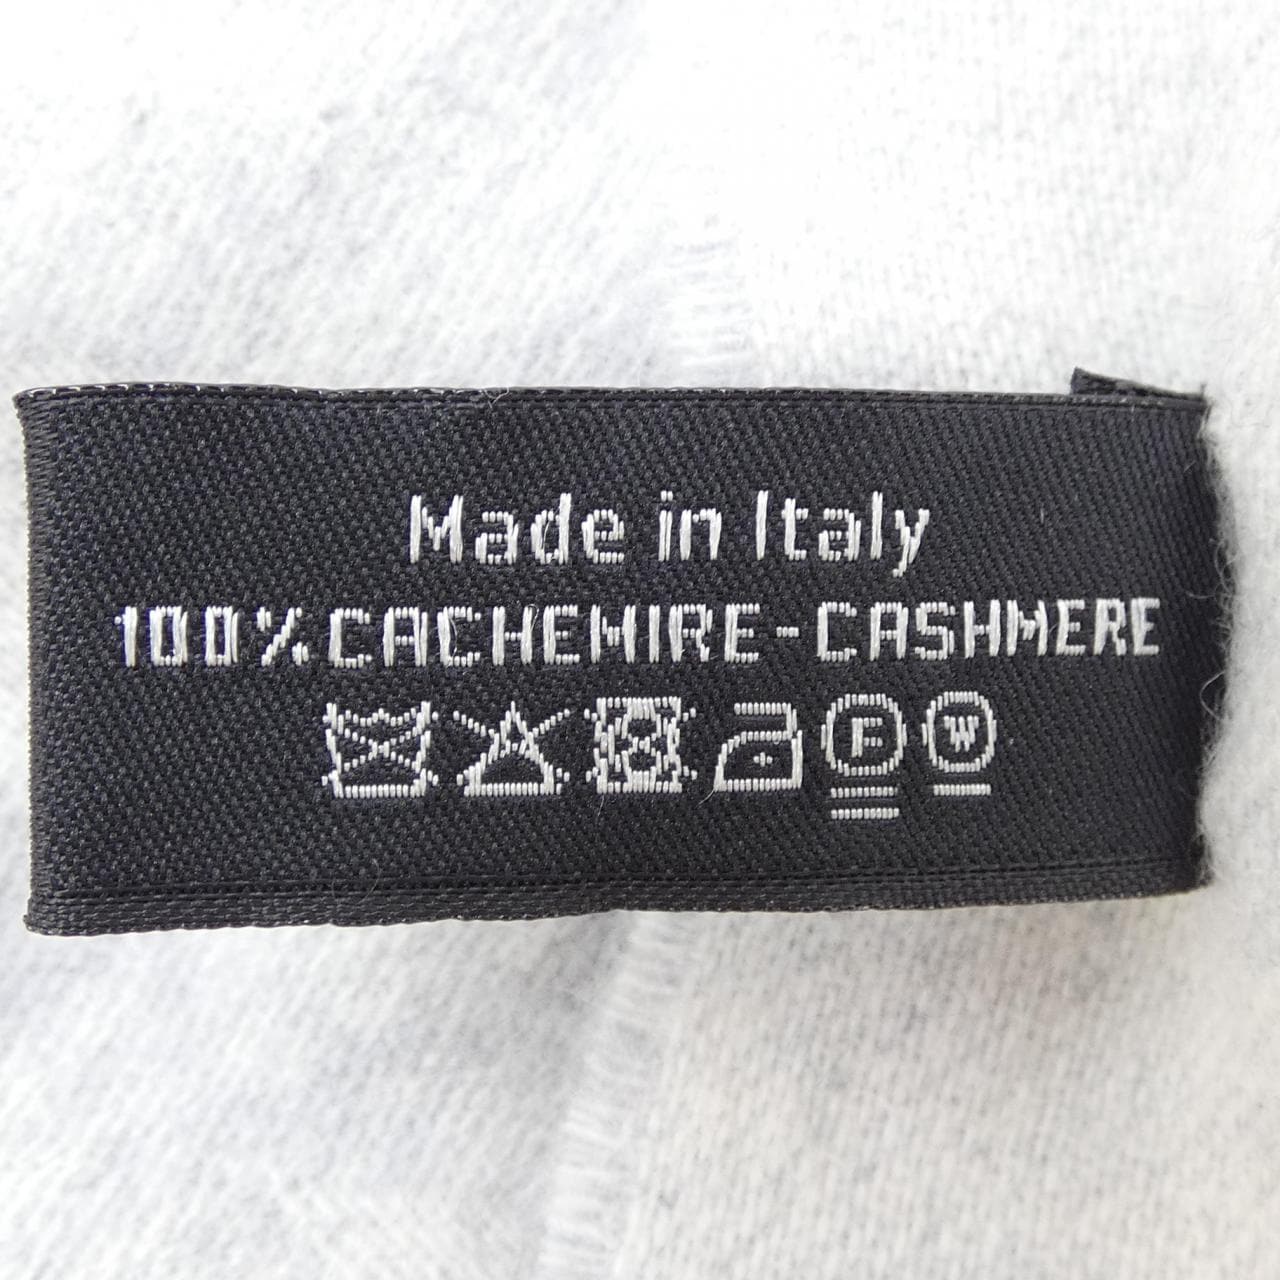 Made in Italy
100% CACHEMIRE - CASHMERE
F W